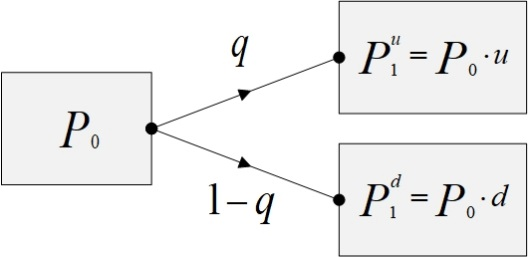 q
P₁ᵘ = P₀ · u
P₀
1−q
P₁ᵈ = P₀ · d